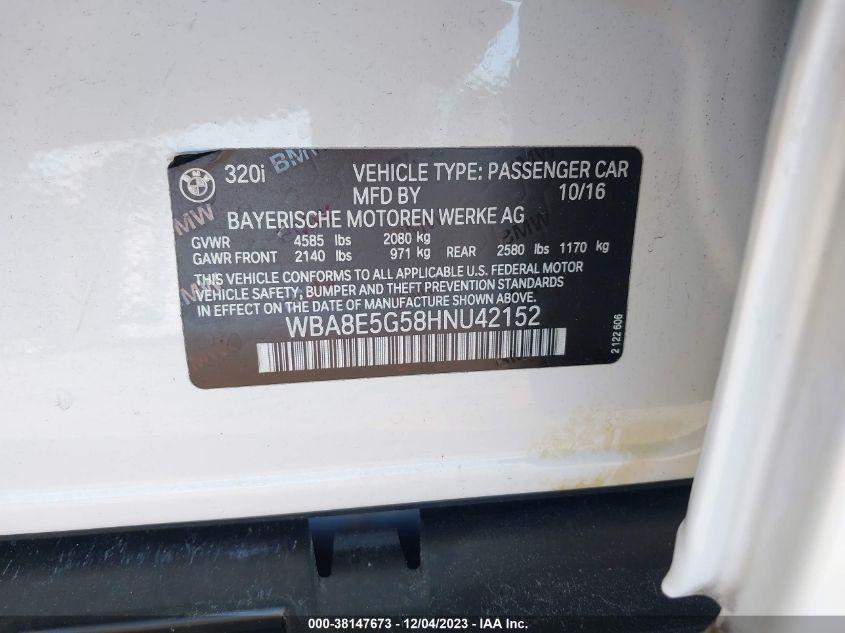 BMW
320i VEHICLE TYPE: PASSENGER CAR
MFD BY 10/16
BAYERISCHE MOTOREN WERKE AG
GVWR 4585 lbs 2080 kg
GAWR FRONT 2140 lbs 971 kg REAR 2580 lbs 1170 kg
THIS VEHICLE CONFORMS TO ALL APPLICABLE U.S. FEDERAL MOTOR
VEHICLE SAFETY, BUMPER AND THEFT PREVENTION STANDARDS
IN EFFECT ON THE DATE OF MANUFACTURE SHOWN ABOVE.
WBA8E5G58HNU42152
2 122 606
000-38147673 - 12/04/2023 - IAA Inc.